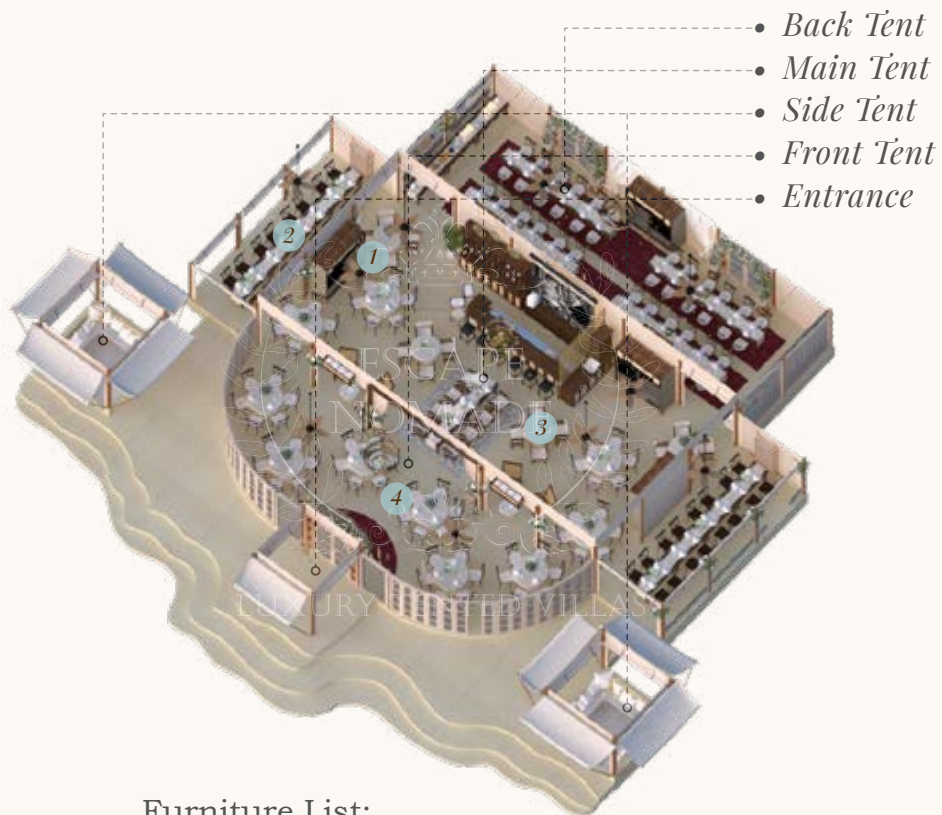 Back Tent
Main Tent
Side Tent
Front Tent
Entrance
2
1
ESCAPE
NOMADE
3
4
LUXURY TENTED VILLAS
Furniture List: